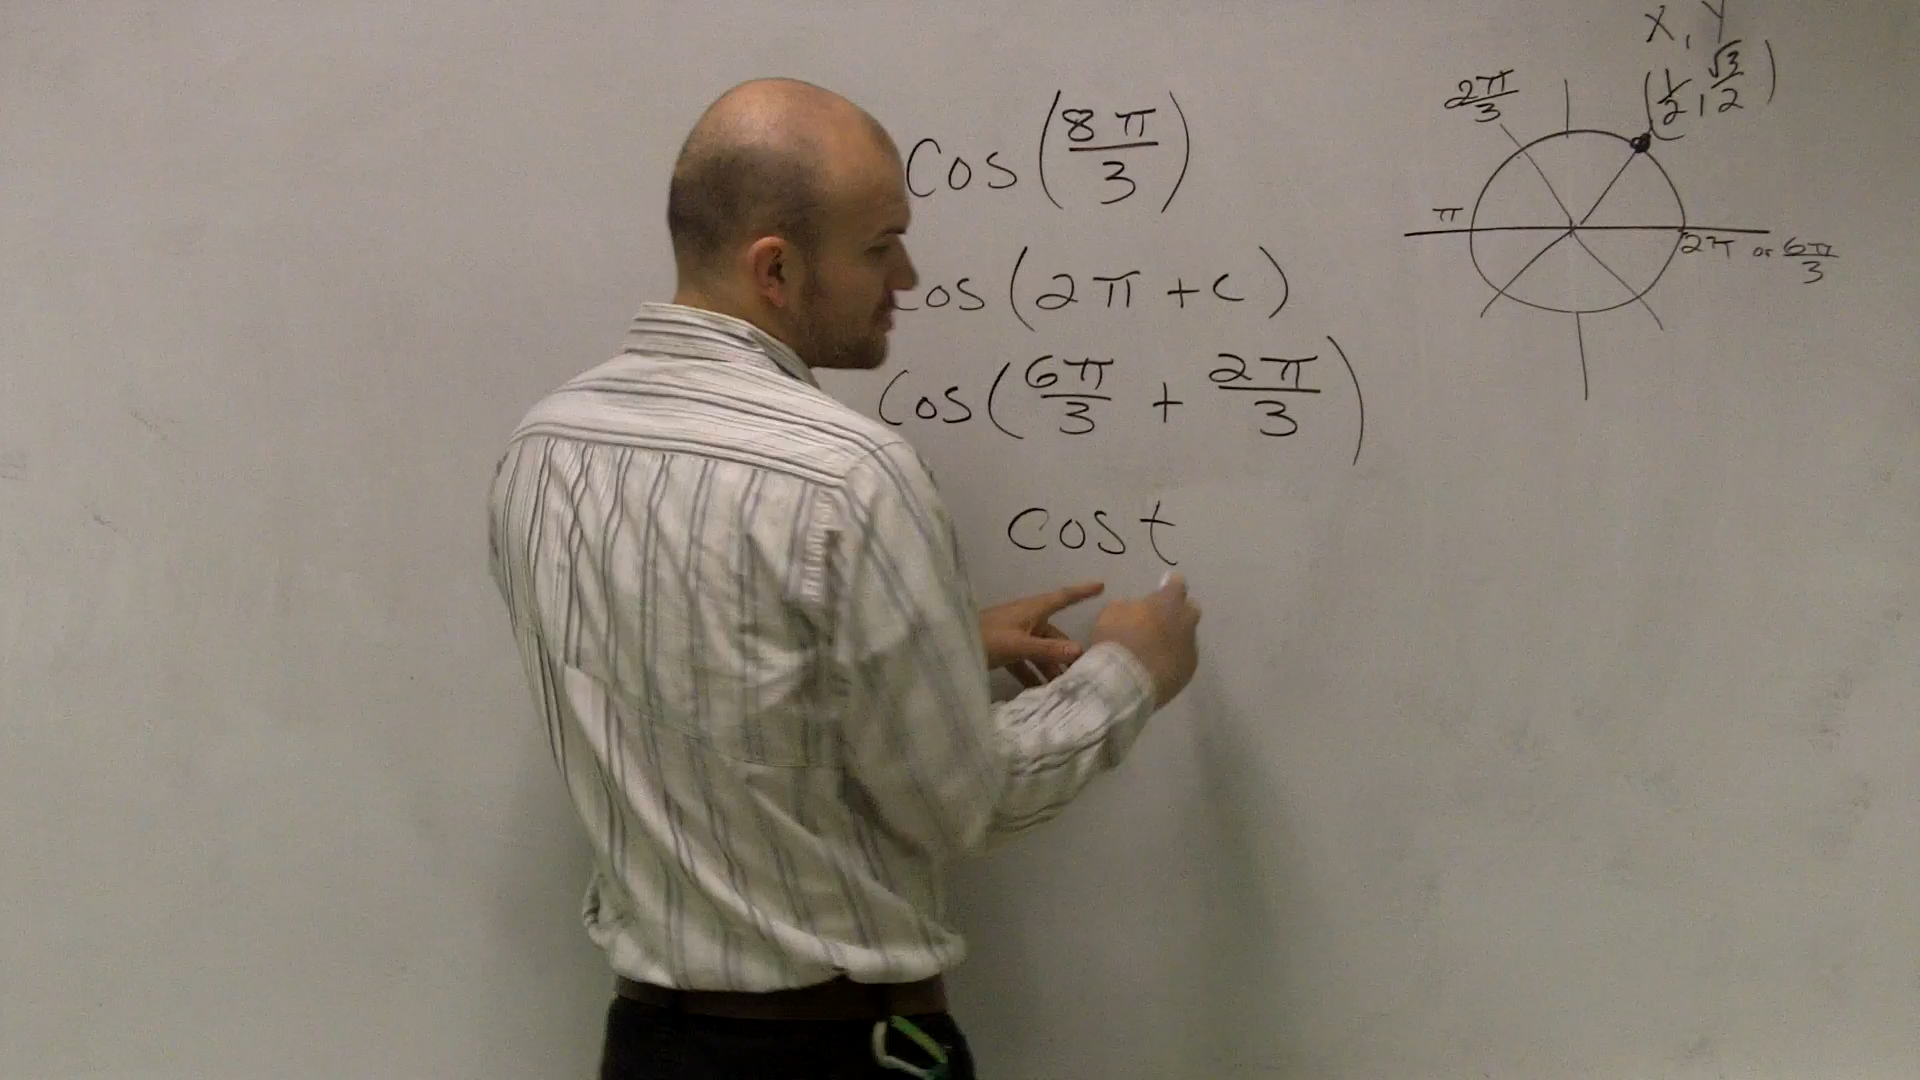 cos(8π/3)
cos(2π + c)
cos(6π/3 + 2π/3)
cos t
X, Y
(1/2, √3/2)
2π/3
π
2π or 6π/3